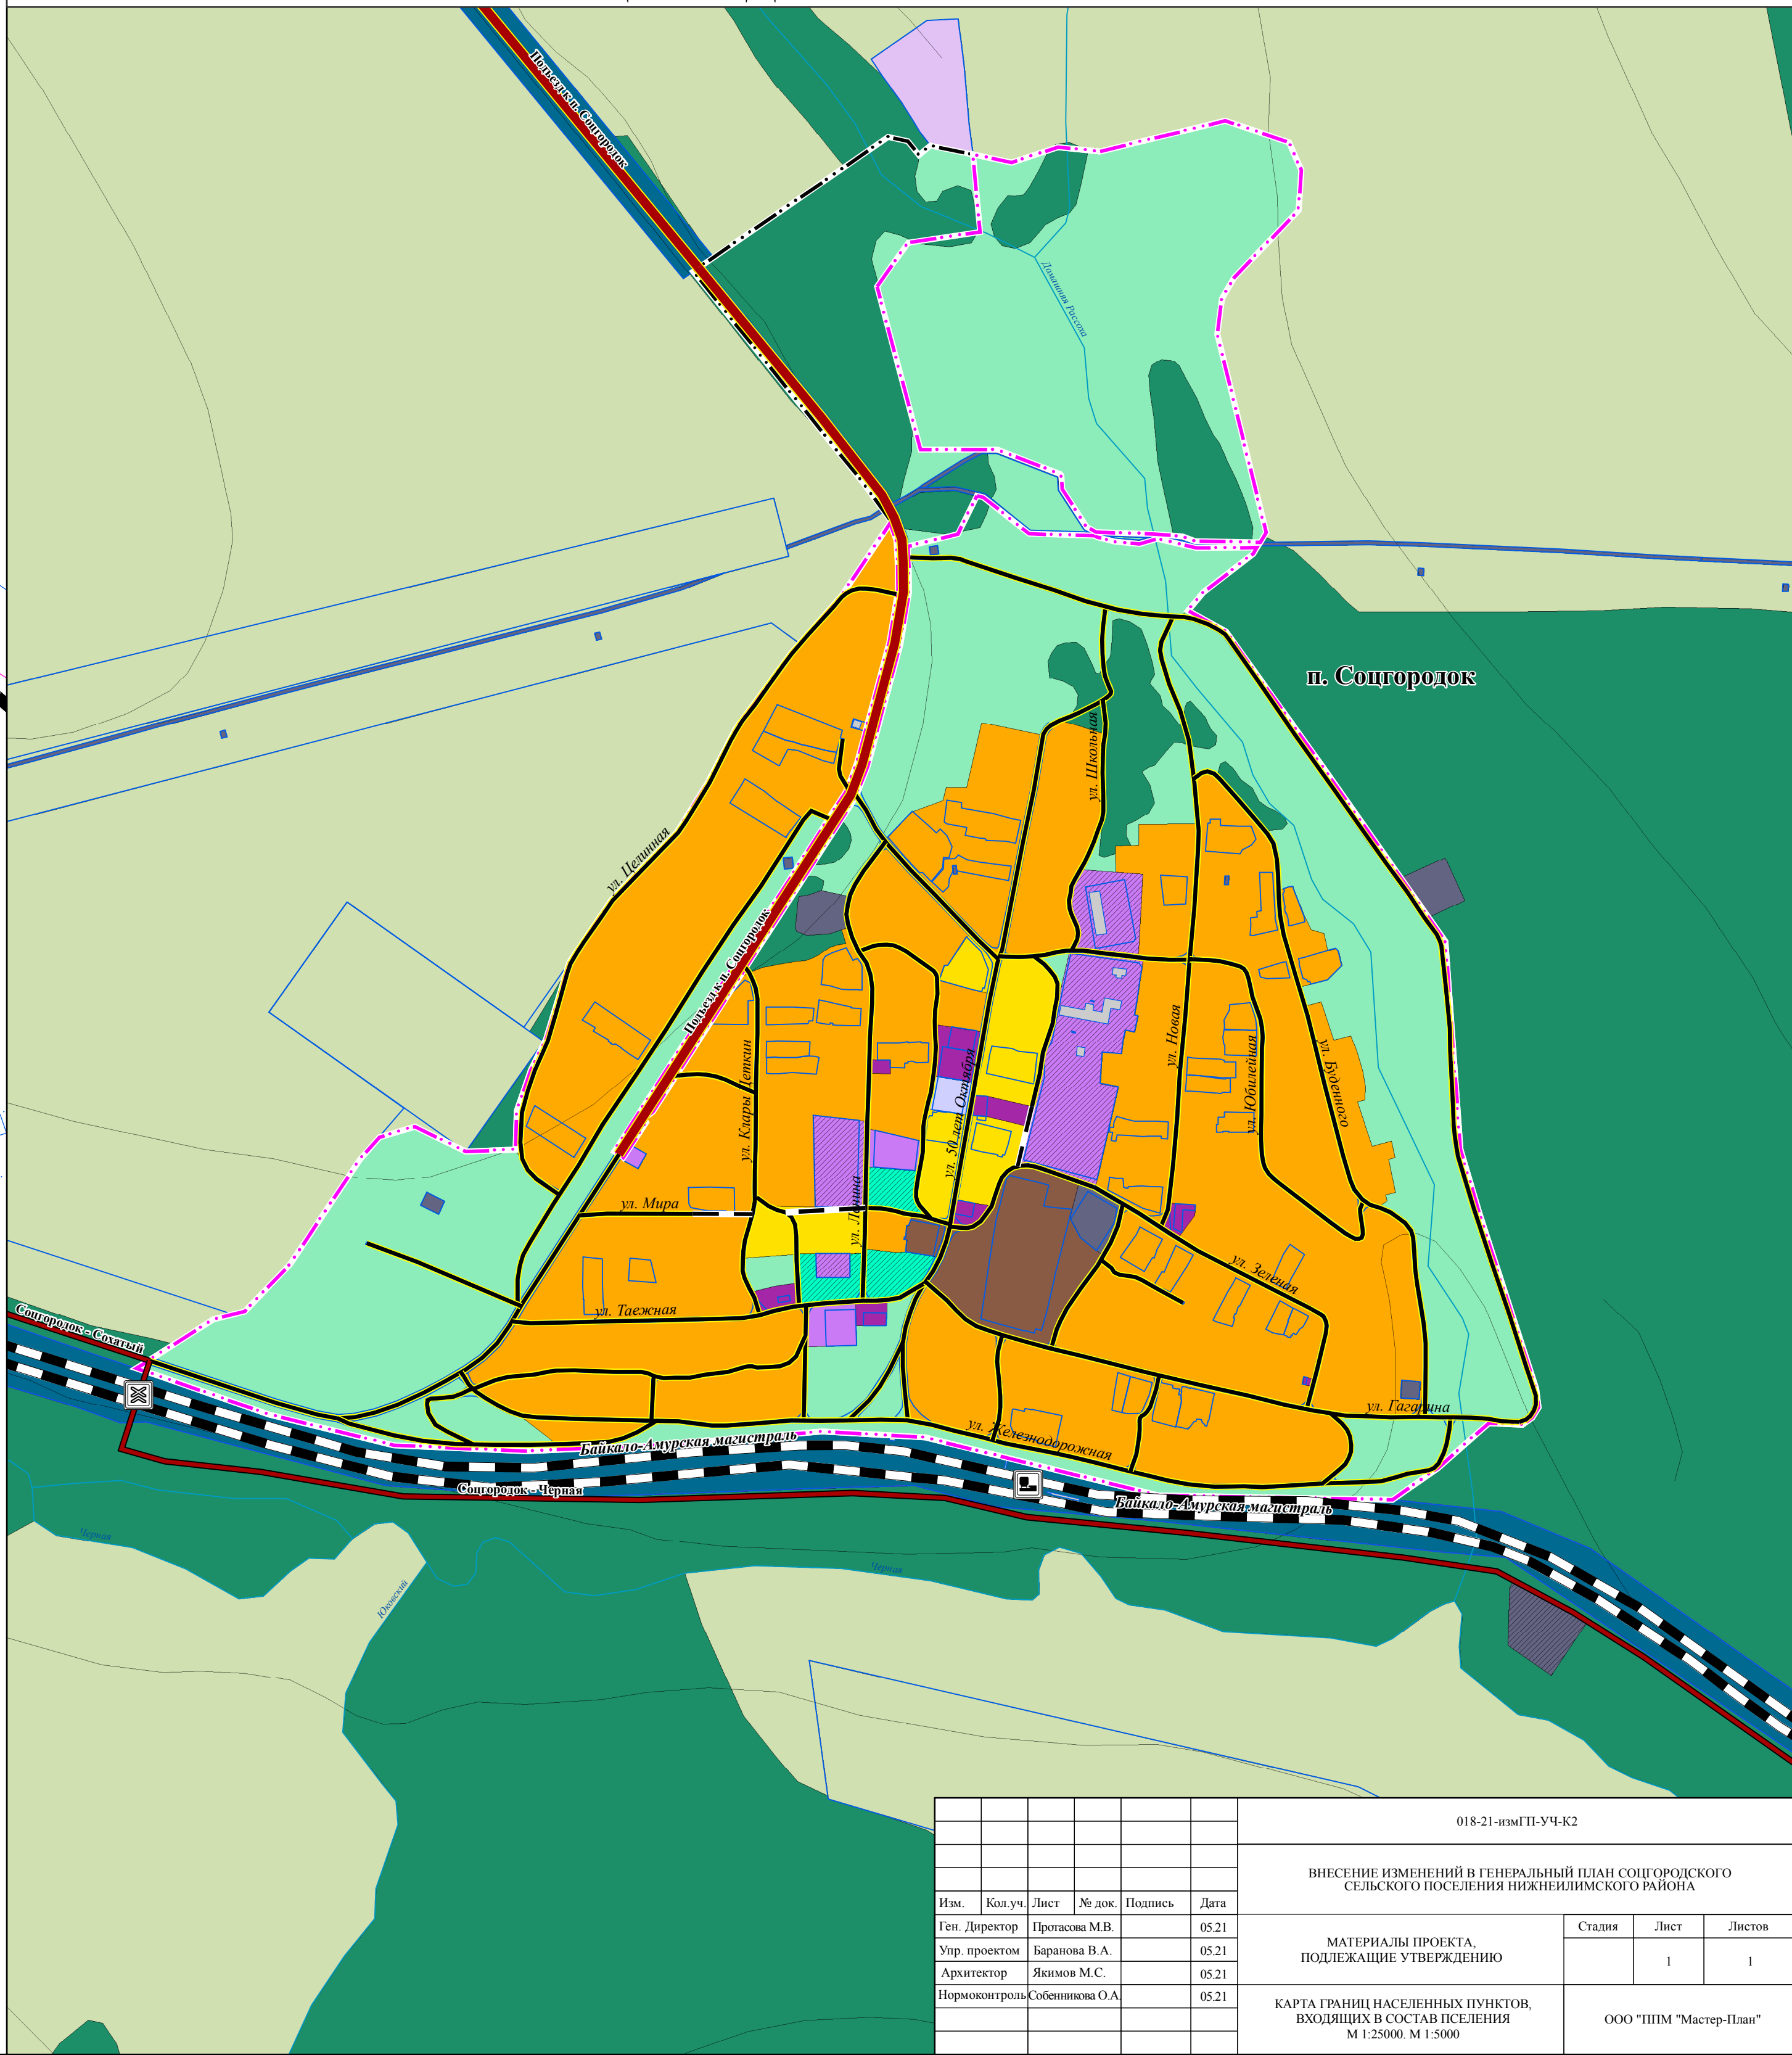 Подъезд к п. Соцгородок
Домашняя Рассоха
п. Соцгородок
ул. Школьная
ул. Целинная
Подъезд к п. Соцгородок
ул. Клары Цеткин
ул. 50 лет Октября
ул. Новая
ул. Юбилейная
ул. Буденного
ул. Мира
ул. Ленина
ул. Зеленая
ул. Таежная
Соцгородок - Сохатый
ул. Гагарина
ул. Железнодорожная
Байкало-Амурская магистраль
Соцгородок - Черная
Байкало-Амурская магистраль
Черная
Черная
Юковский
018-21-измГП-УЧ-К2
ВНЕСЕНИЕ ИЗМЕНЕНИЙ В ГЕНЕРАЛЬНЫЙ ПЛАН СОЦГОРОДСКОГО
СЕЛЬСКОГО ПОСЕЛЕНИЯ НИЖНЕИЛИМСКОГО РАЙОНА
Изм. Кол.уч. Лист № док. Подпись Дата
Ген. Директор Протасова М.В. 05.21
Упр. проектом Баранова В.А. 05.21
Архитектор Якимов М.С. 05.21
Нормоконтроль Собенникова О.А. 05.21
МАТЕРИАЛЫ ПРОЕКТА,
ПОДЛЕЖАЩИЕ УТВЕРЖДЕНИЮ
Стадия Лист Листов
1 1
КАРТА ГРАНИЦ НАСЕЛЕННЫХ ПУНКТОВ,
ВХОДЯЩИХ В СОСТАВ ПСЕЛЕНИЯ
М 1:25000. М 1:5000
ООО "ППМ "Мастер-План"